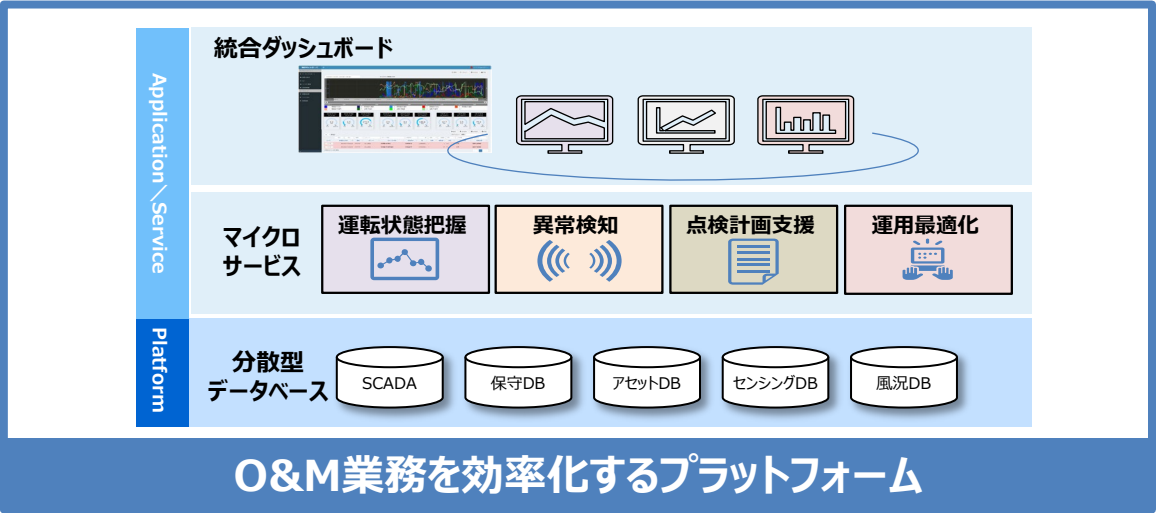 Application＼Service
統合ダッシュボード
マイクロ
サービス
運転状態把握
異常検知
点検計画支援
運用最適化
Platform
分散型
データベース
SCADA
保守DB
アセットDB
センシングDB
風況DB
O&M業務を効率化するプラットフォーム